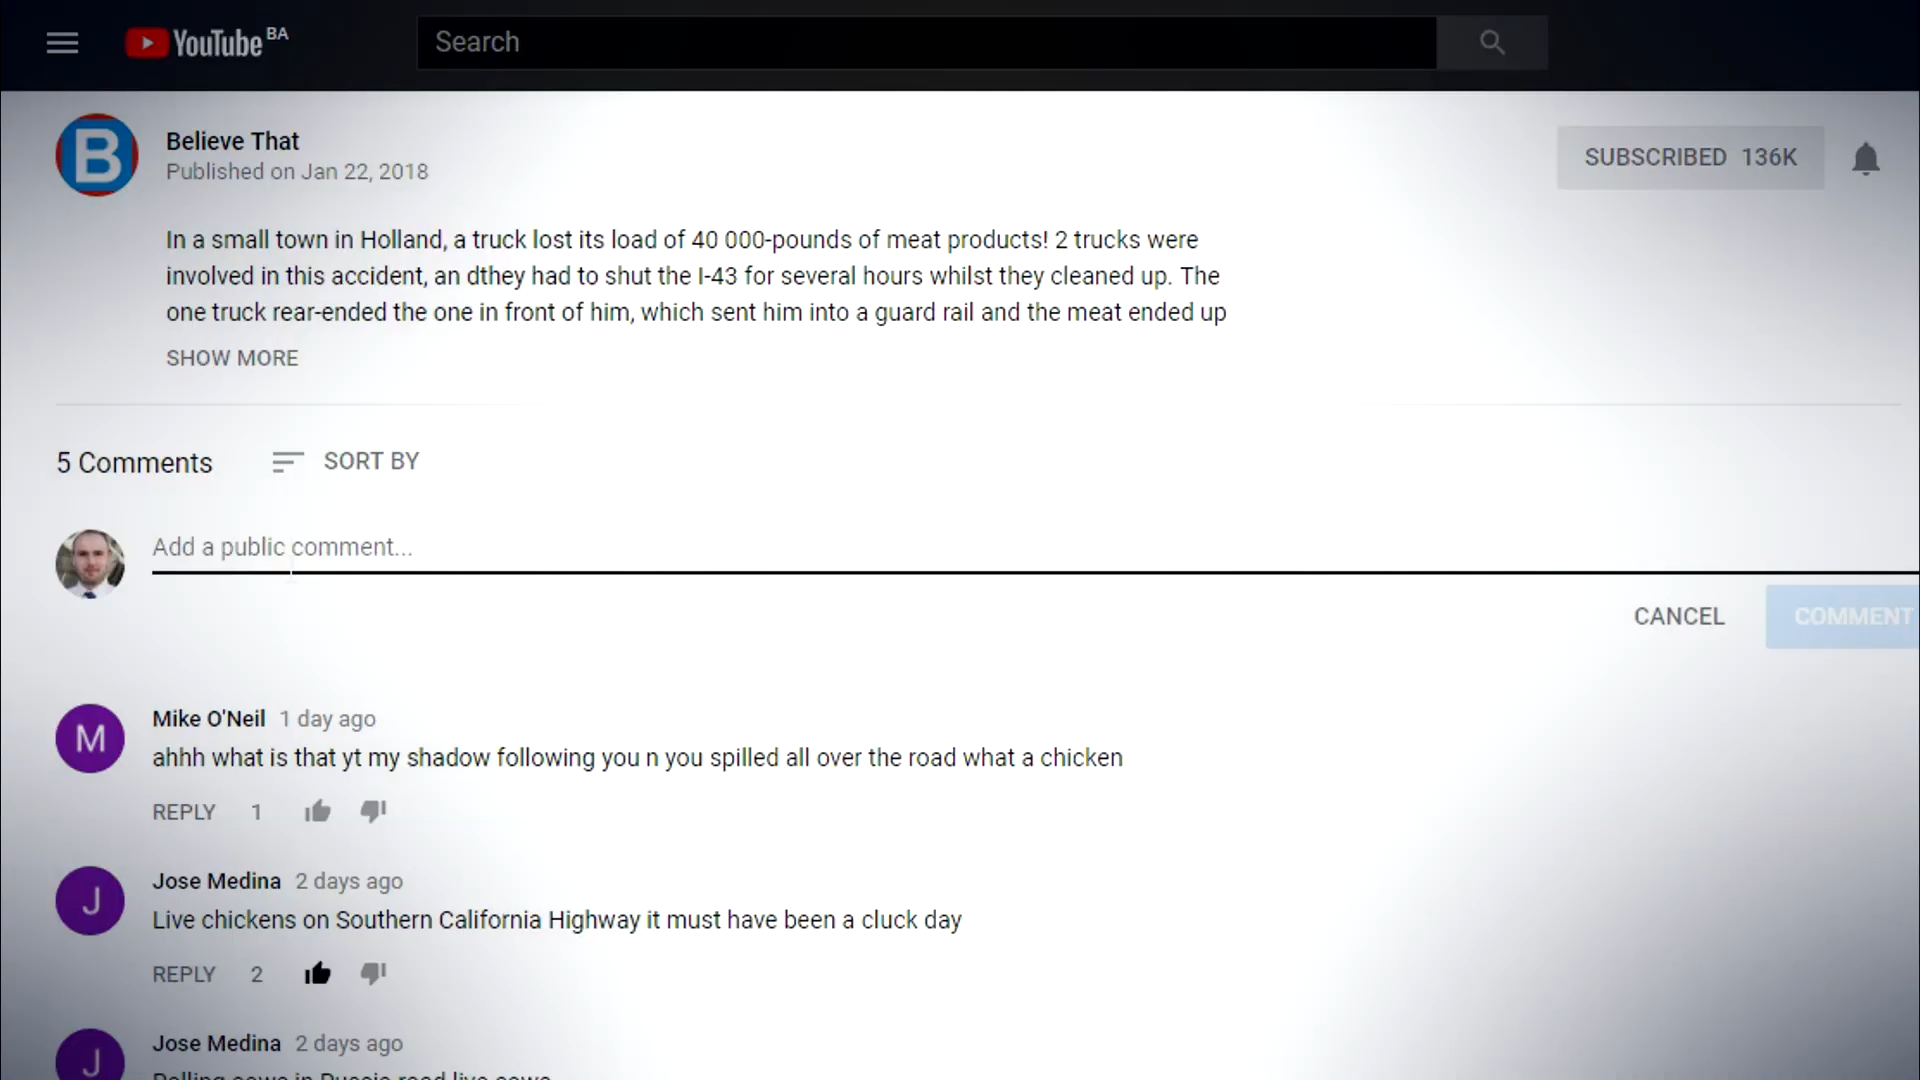 YouTube BA
Search
B
Believe That
Published on Jan 22, 2018
SUBSCRIBED 136K
In a small town in Holland, a truck lost its load of 40 000-pounds of meat products! 2 trucks were
involved in this accident, an dthey had to shut the I-43 for several hours whilst they cleaned up. The
one truck rear-ended the one in front of him, which sent him into a guard rail and the meat ended up
SHOW MORE
5 Comments
SORT BY
Add a public comment...
CANCEL
COMMENT
M
Mike O'Neil 1 day ago
ahhh what is that yt my shadow following you n you spilled all over the road what a chicken
REPLY 1
J
Jose Medina 2 days ago
Live chickens on Southern California Highway it must have been a cluck day
REPLY 2
J
Jose Medina 2 days ago